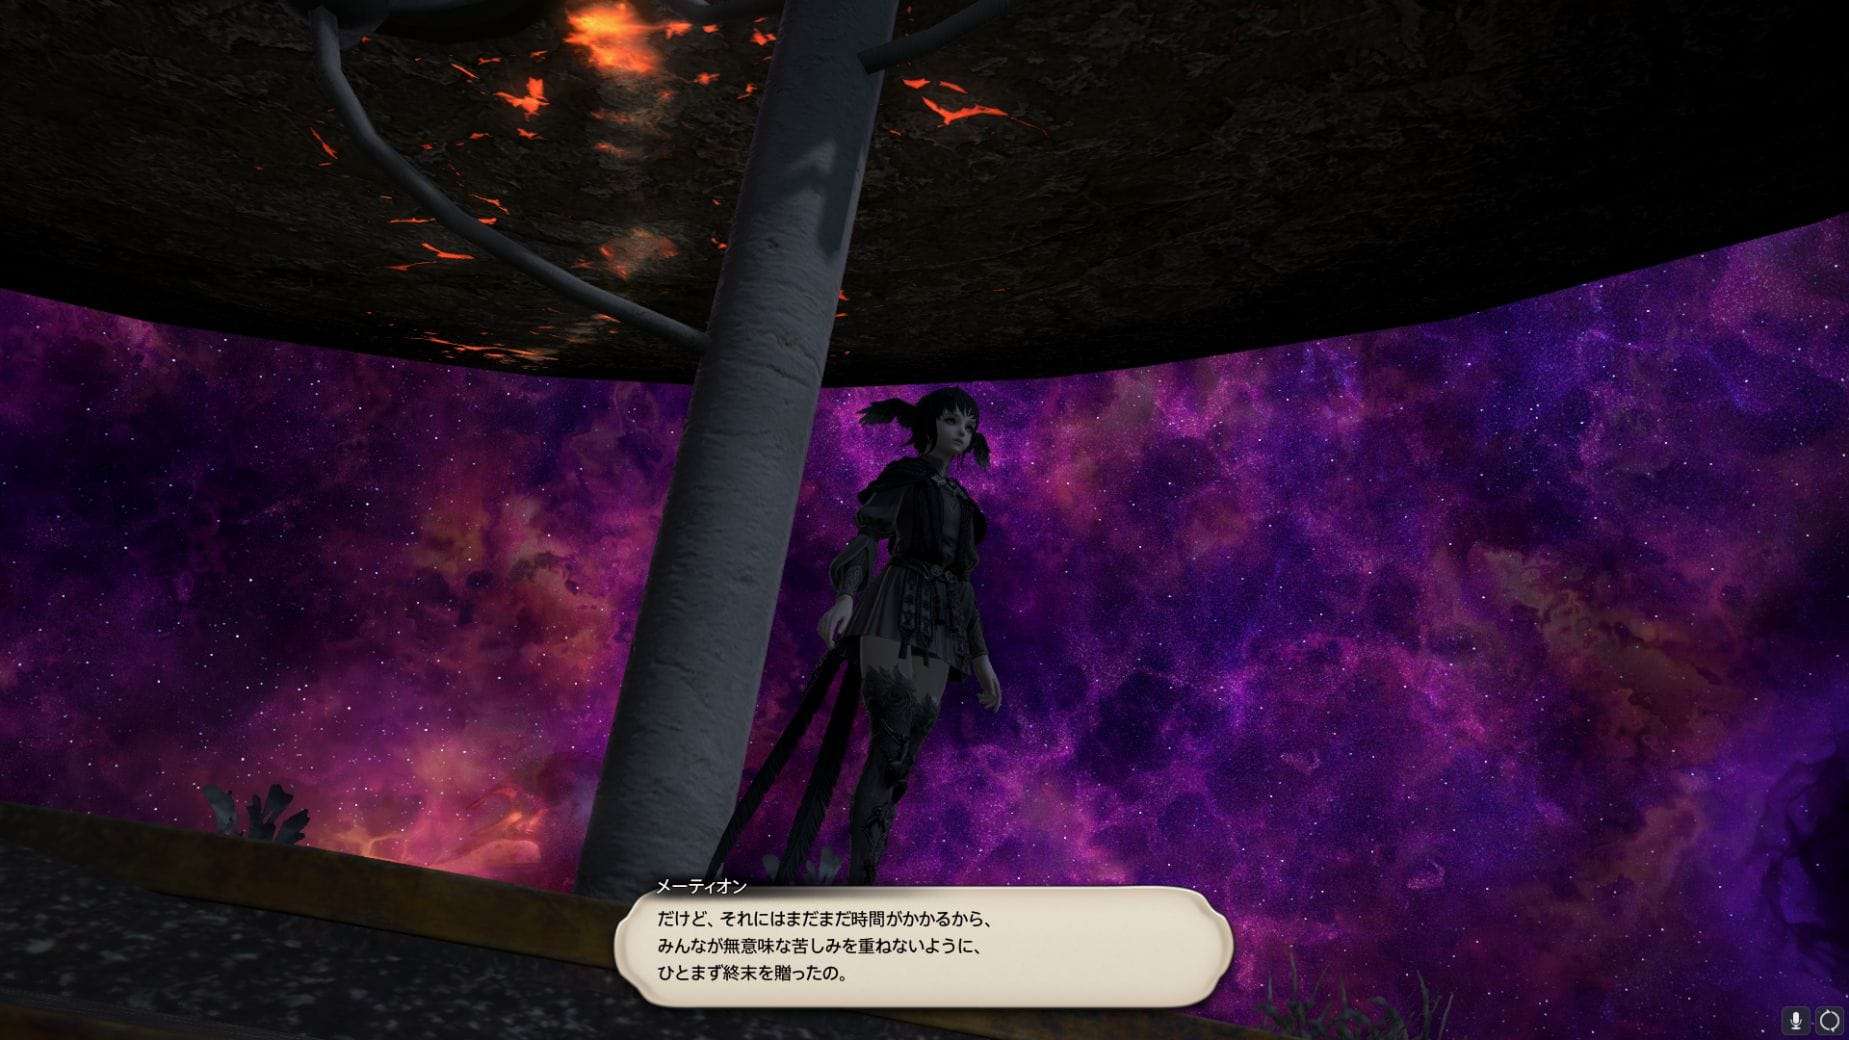 メーティオン
だけど、それにはまだまだ時間がかかるから、
みんなが無意味な苦しみを重ねないように、
ひとまず終末を贈ったの。